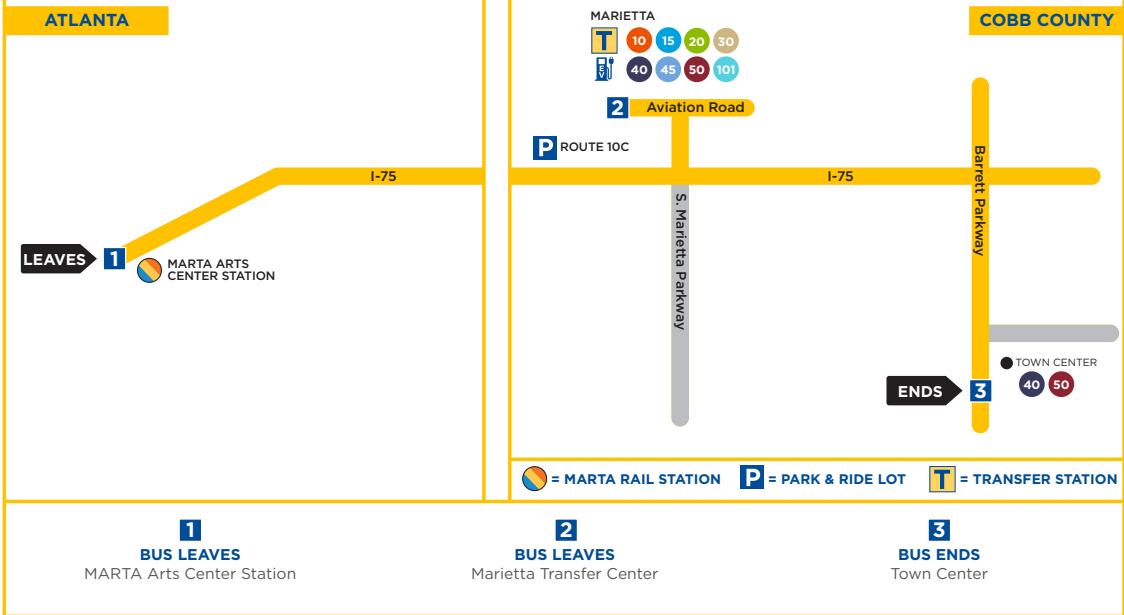 ATLANTA
I-75
LEAVES
1
MARTA ARTS
CENTER STATION
COBB COUNTY
MARIETTA
T
10
15
20
30
EV
40
45
50
101
2
Aviation Road
P
ROUTE 10C
I-75
S. Marietta Parkway
Barrett Parkway
TOWN CENTER
40
50
ENDS
3
= MARTA RAIL STATION
P
= PARK & RIDE LOT
T
= TRANSFER STATION
1
BUS LEAVES
MARTA Arts Center Station
2
BUS LEAVES
Marietta Transfer Center
3
BUS ENDS
Town Center